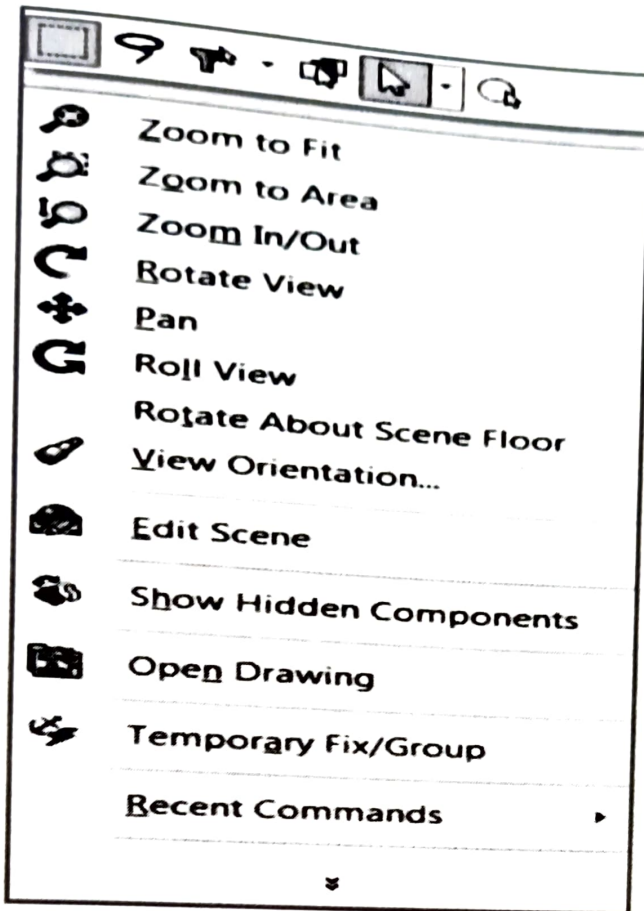 Zoom to Fit
Zoom to Area
Zoom In/Out
Rotate View
Pan
Roll View
Rotate About Scene Floor
View Orientation...
Edit Scene
Show Hidden Components
Open Drawing
Temporary Fix/Group
Recent Commands